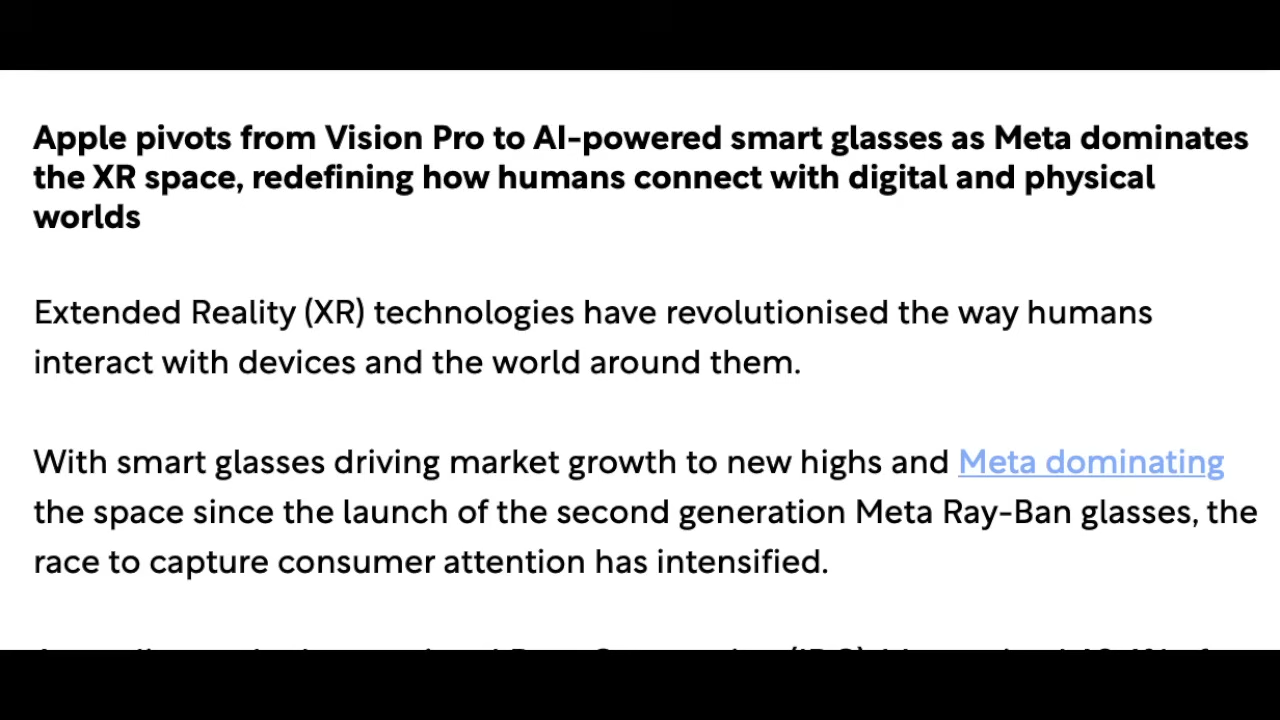 Apple pivots from Vision Pro to AI-powered smart glasses as Meta dominates
the XR space, redefining how humans connect with digital and physical
worlds
Extended Reality (XR) technologies have revolutionised the way humans
interact with devices and the world around them.
With smart glasses driving market growth to new highs and Meta dominating
the space since the launch of the second generation Meta Ray-Ban glasses, the
race to capture consumer attention has intensified.